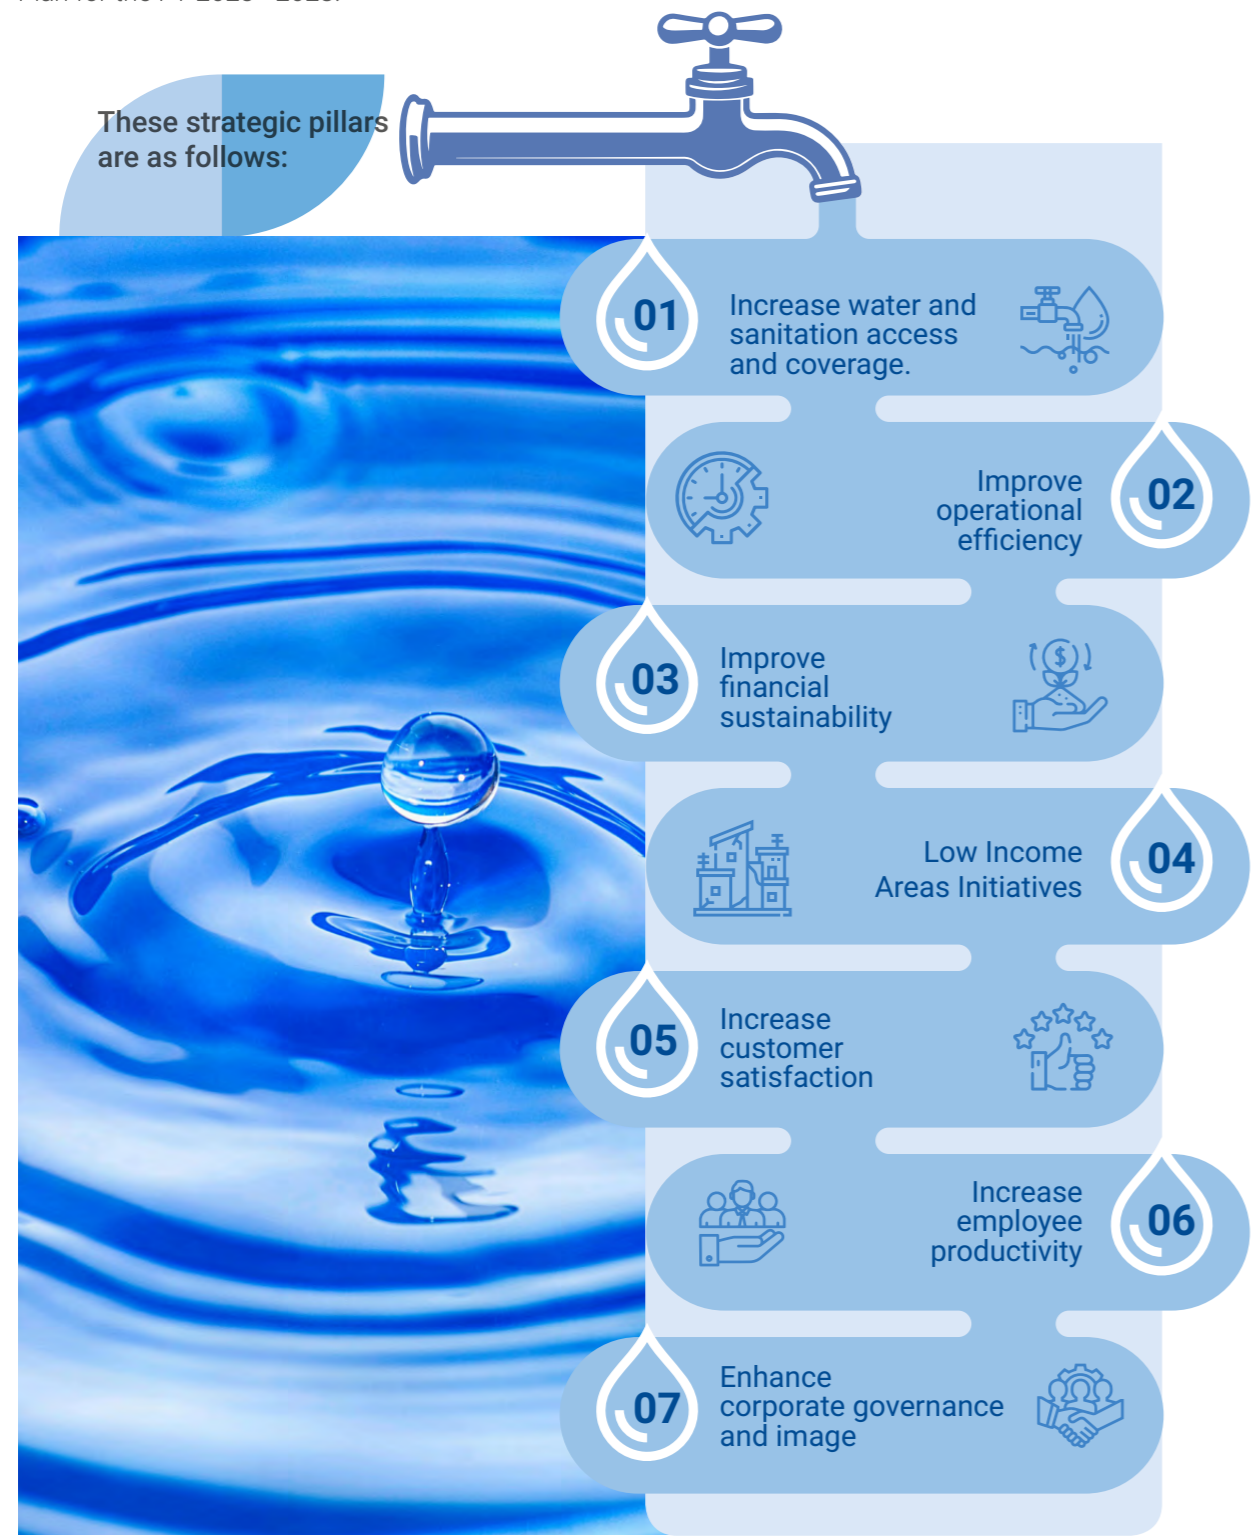 These strategic pillars
are as follows:
01
Increase water and
sanitation access
and coverage.
Improve
operational
efficiency
02
03
Improve
financial
sustainability
Low Income
Areas Initiatives
04
05
Increase
customer
satisfaction
Increase
employee
productivity
06
07
Enhance
corporate governance
and image